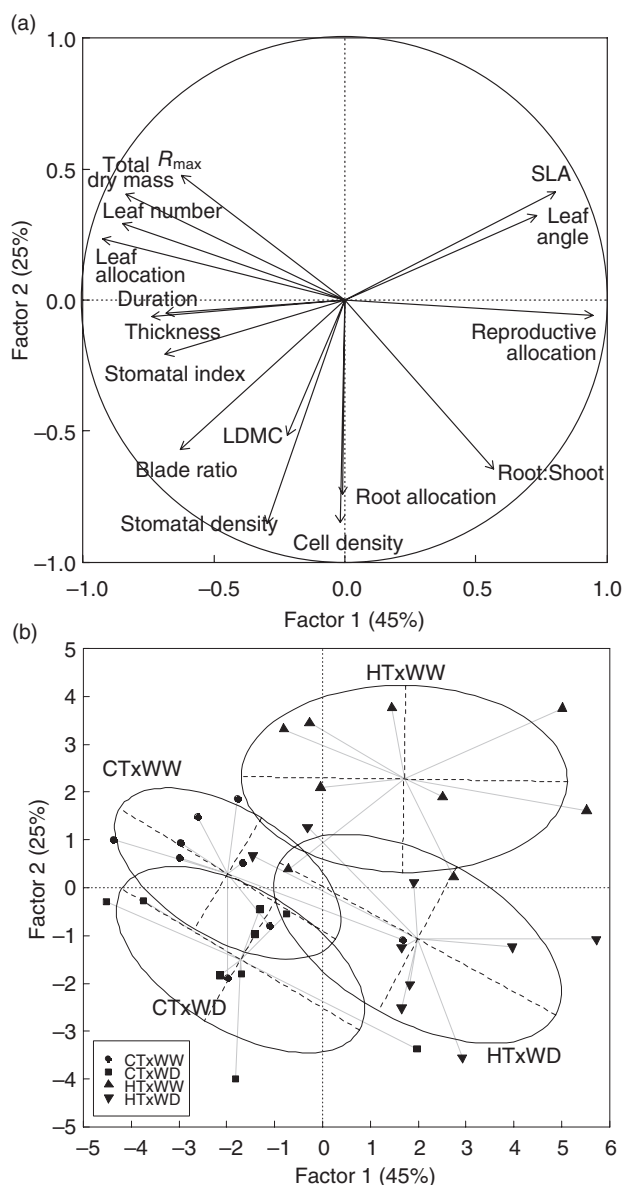 (a)
1.0
0.5
0.0
−0.5
−1.0
Factor 2 (25%)
Total
dry mass
Rmax
Leaf number
Leaf
allocation
Duration
Thickness
Stomatal index
LDMC
Blade ratio
Stomatal density
Cell density
Root allocation
Root:Shoot
Reproductive
allocation
SLA
Leaf
angle
−1.0 −0.5 0.0 0.5 1.0
Factor 1 (45%)
(b)
5
4
3
2
1
0
−1
−2
−3
−4
−5
Factor 2 (25%)
HTxWW
CTxWW
CTxWD
HTxWD
CTxWW
CTxWD
HTxWW
HTxWD
−5 −4 −3 −2 −1 0 1 2 3 4 5 6
Factor 1 (45%)